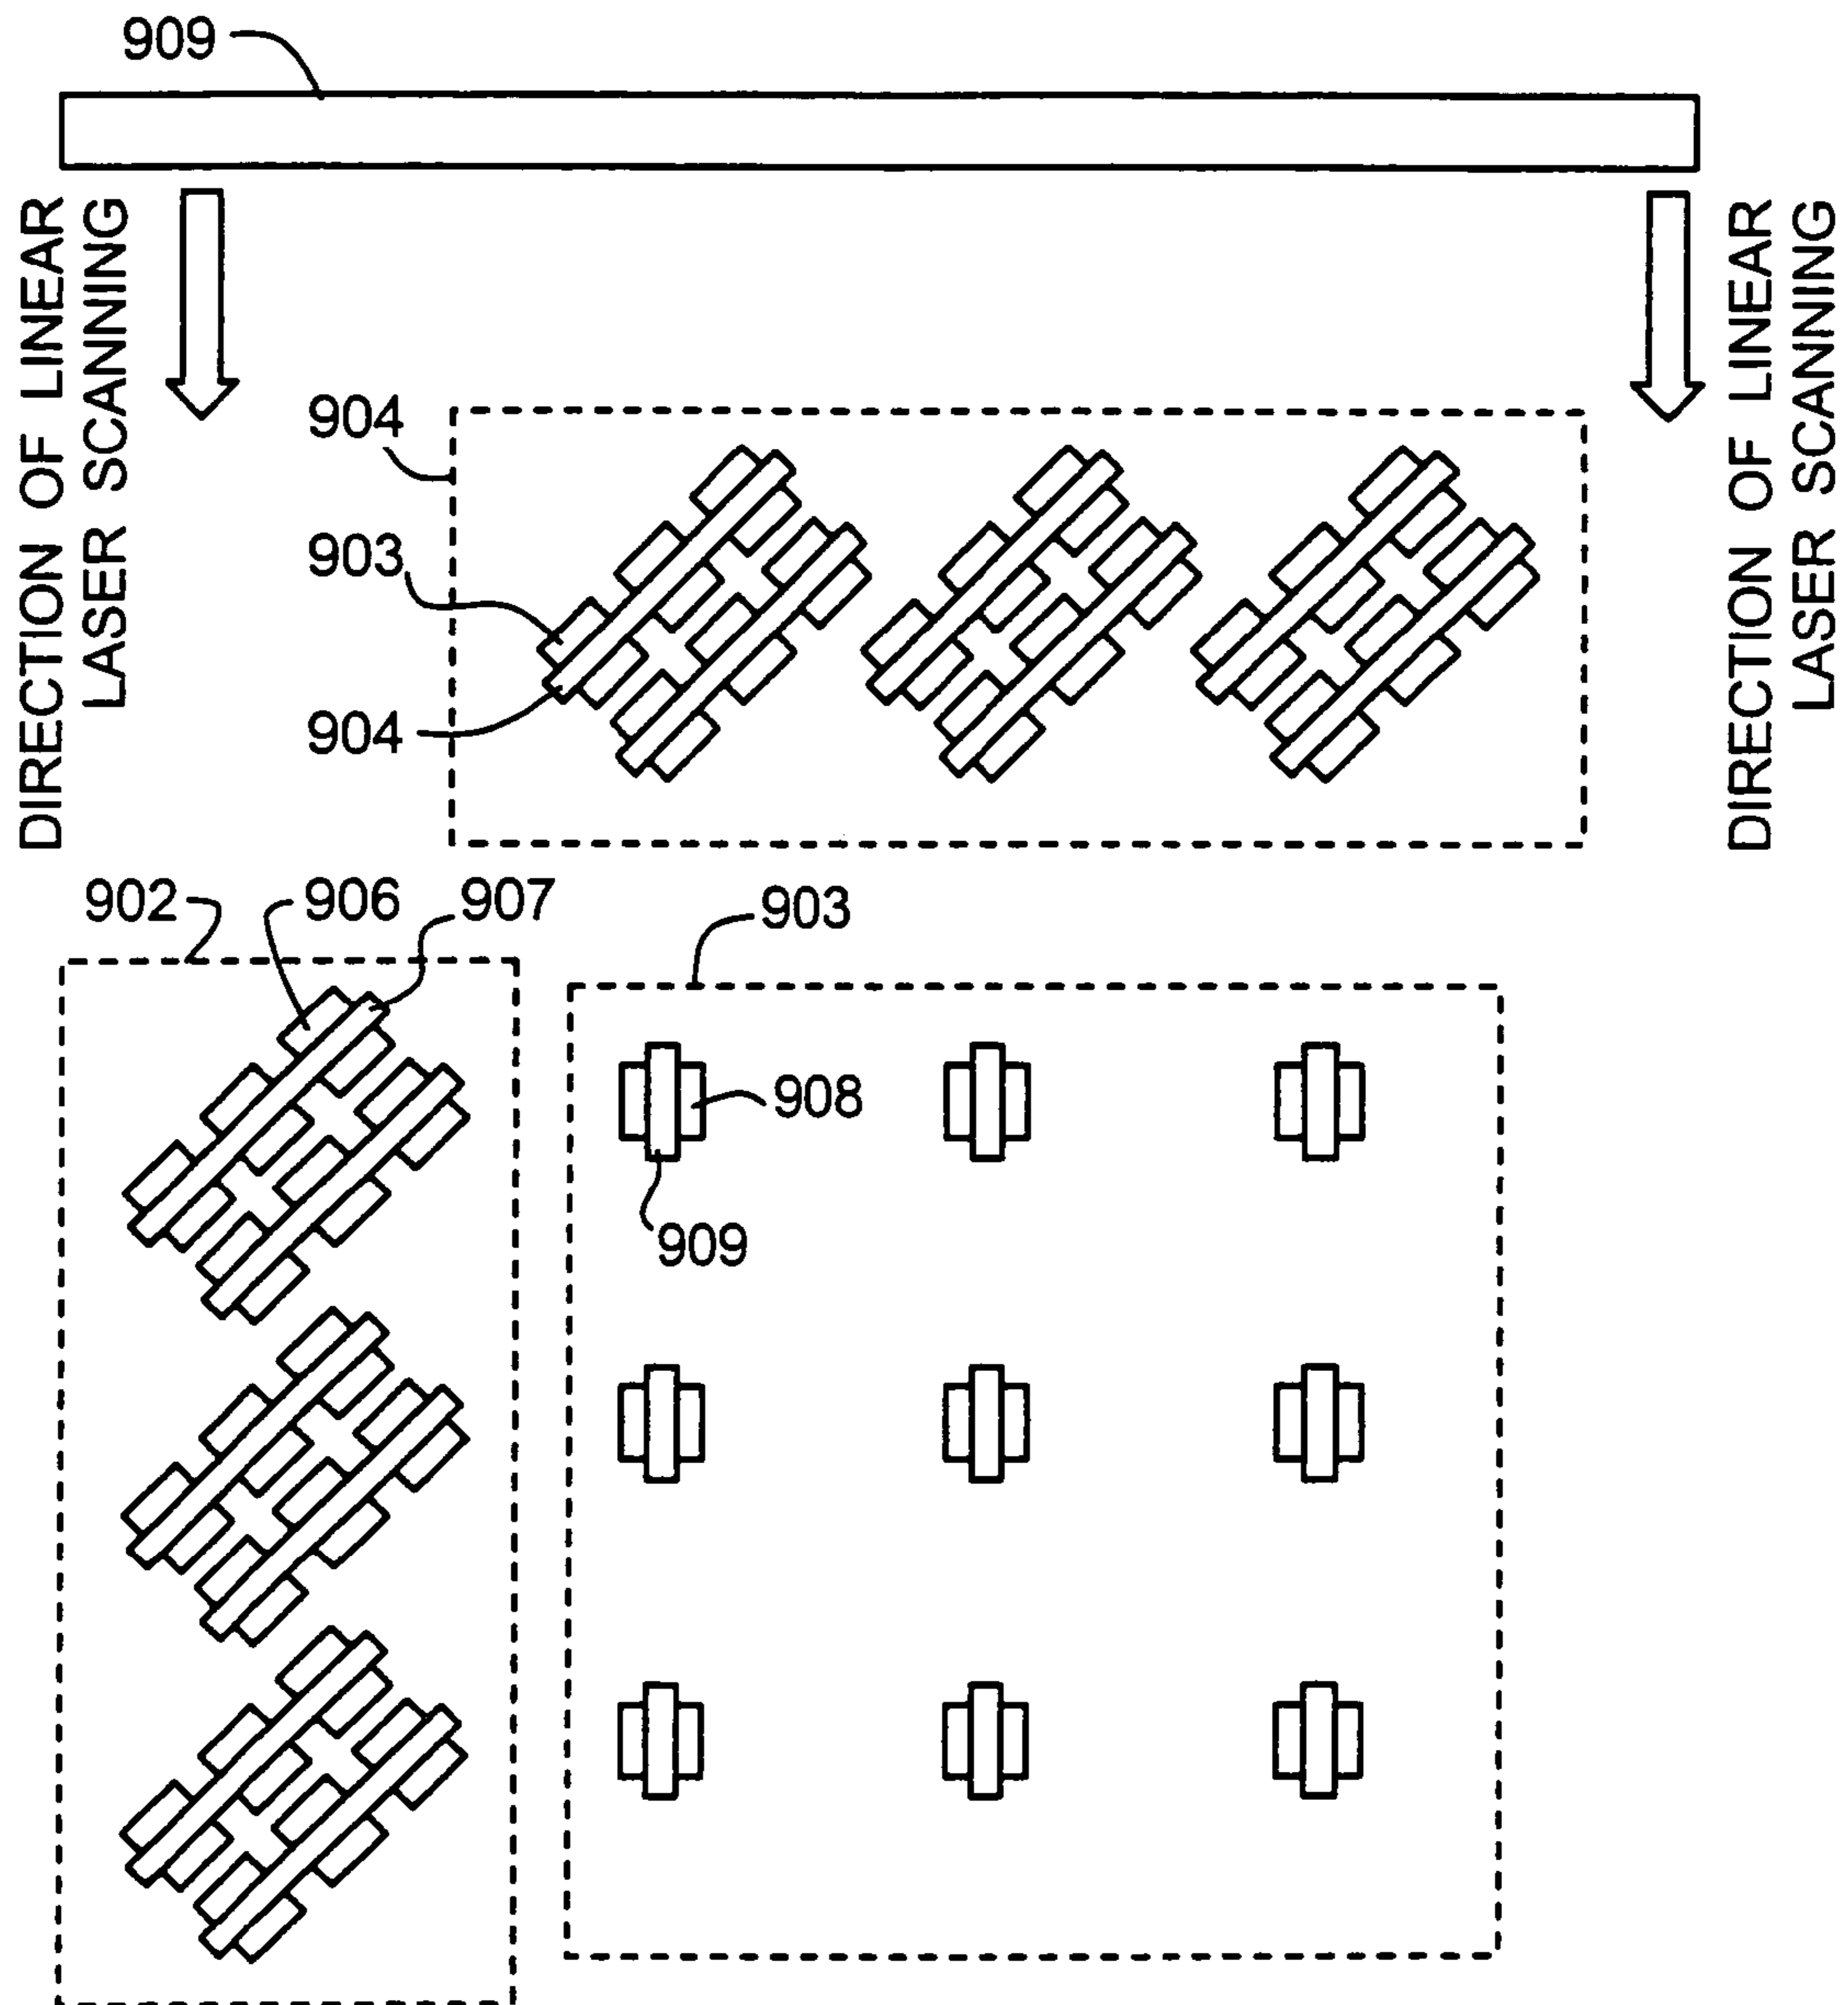 909
DIRECTION OF LINEAR
LASER SCANNING
DIRECTION OF LINEAR
LASER SCANNING
904
903
904
902
906
907
903
908
909